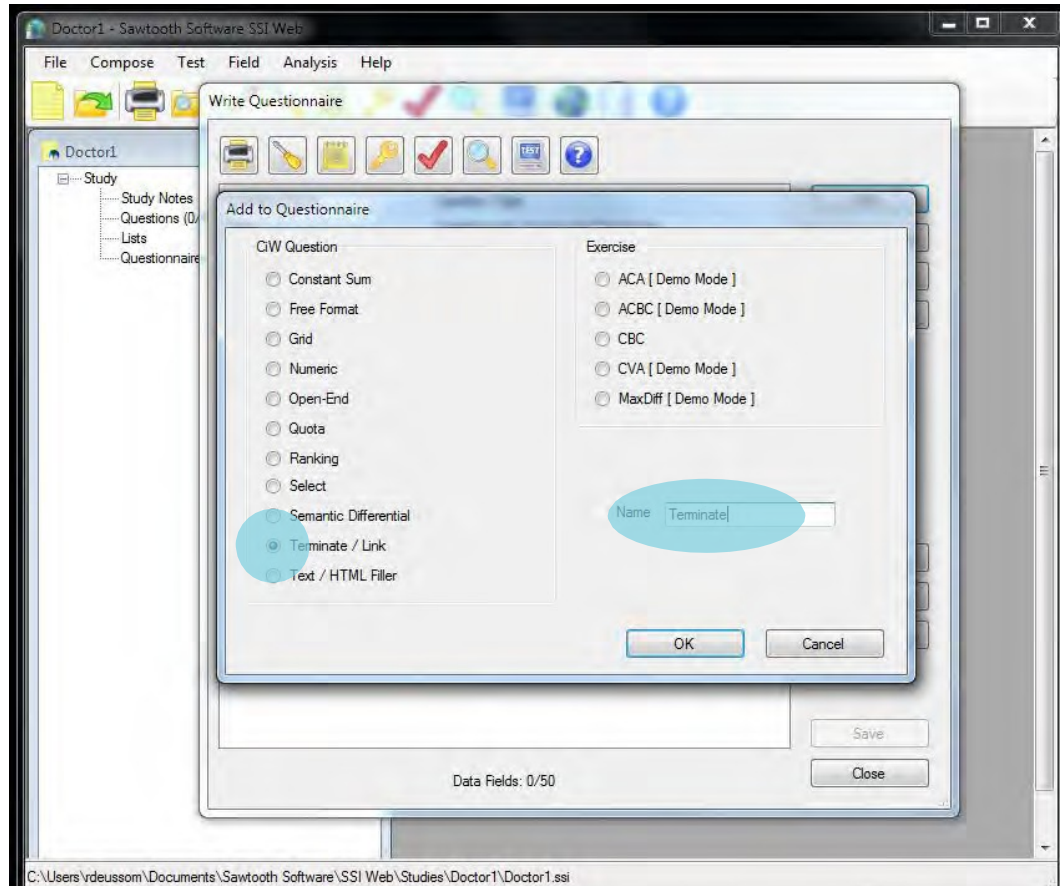 Doctor1 - Sawtooth Software SSI Web
File Compose Test Field Analysis Help
Write Questionnaire
Doctor1
TEST
Study
Study Notes
Questions (0/
Lists
Questionnaire
Add to Questionnaire
CiW Question
Constant Sum
Free Format
Grid
Numeric
Open-End
Quota
Ranking
Select
Semantic Differential
Terminate / Link
Text / HTML Filler
Exercise
ACA [ Demo Mode ]
ACBC [ Demo Mode ]
CBC
CVA [ Demo Mode ]
MaxDiff [ Demo Mode ]
Name Terminate
OK Cancel
Save
Data Fields: 0/50
Close
C:\Users\rdeussom\Documents\Sawtooth Software\SSI Web\Studies\Doctor1\Doctor1.ssi